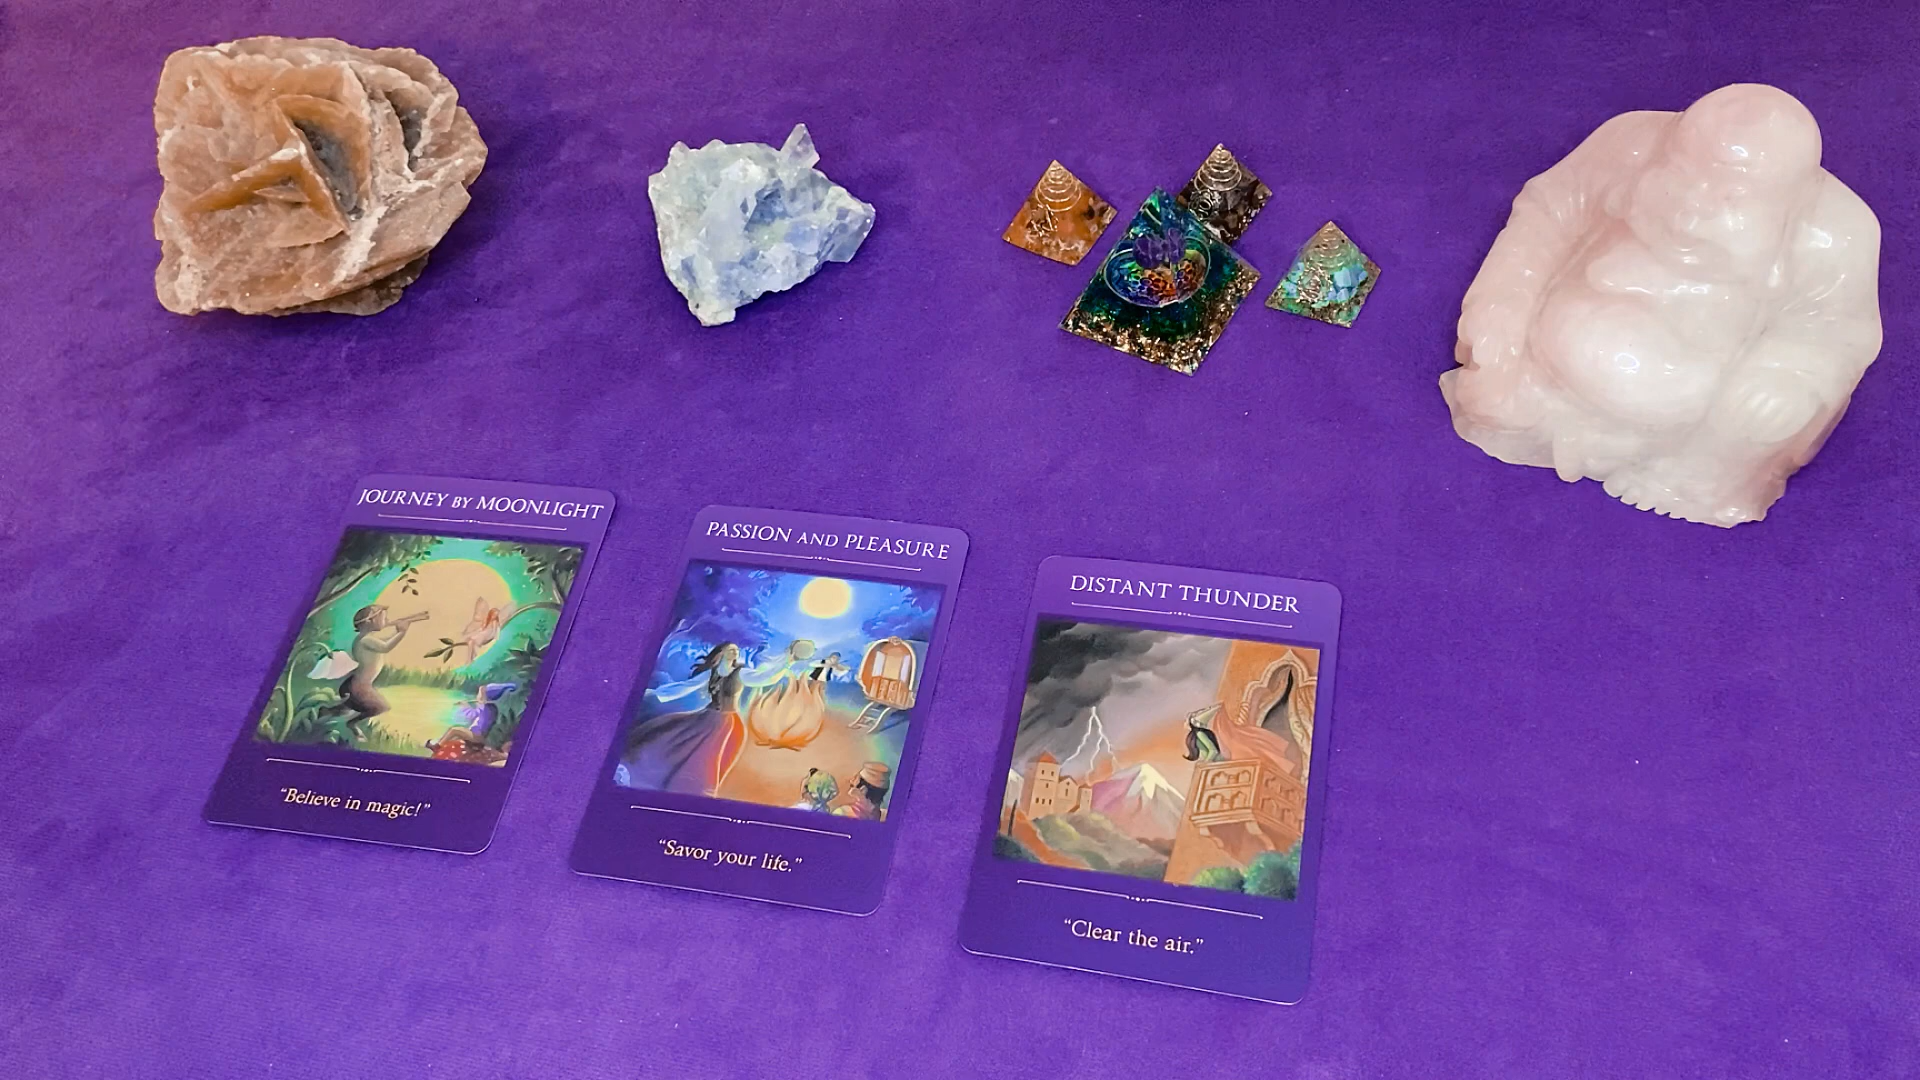 JOURNEY BY MOONLIGHT
"Believe in magic!"
PASSION AND PLEASURE
"Savor your life."
DISTANT THUNDER
"Clear the air."